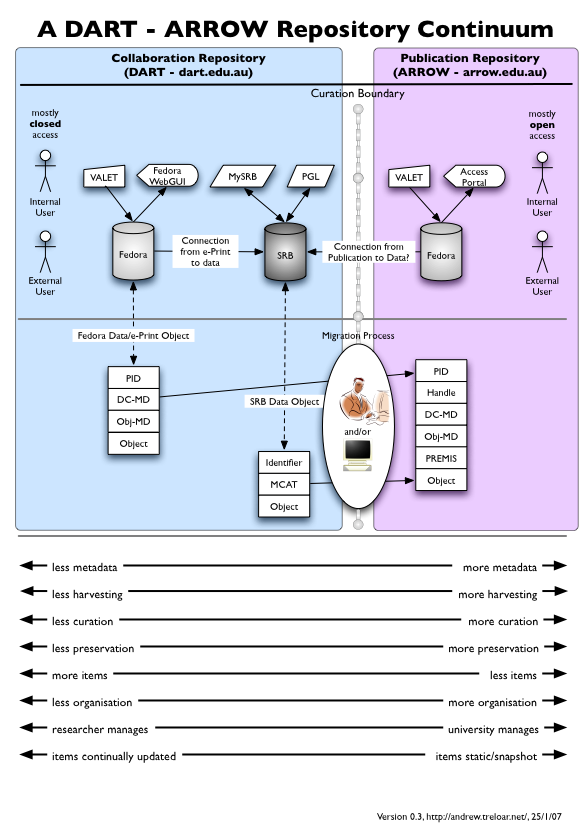 A DART - ARROW Repository Continuum
Collaboration Repository
(DART - dart.edu.au)
Publication Repository
(ARROW - arrow.edu.au)
Curation Boundary
mostly
closed
access
mostly
open
access
VALET
Fedora
WebGUI
MySRB
PGL
VALET
Access
Portal
Internal
User
Internal
User
Fedora
Connection
from e-Print
to data
SRB
Connection from
Publication to Data?
Fedora
External
User
External
User
Fedora Data/e-Print Object
Migration Process
PID
DC-MD
Obj-MD
Object
SRB Data Object
and/or
Identifier
MCAT
Object
PID
Handle
DC-MD
Obj-MD
PREMIS
Object
less metadata more metadata
less harvesting more harvesting
less curation more curation
less preservation more preservation
more items less items
less organisation more organisation
researcher manages university manages
items continually updated items static/snapshot
Version 0.3, http://andrew.treloar.net/, 25/1/07